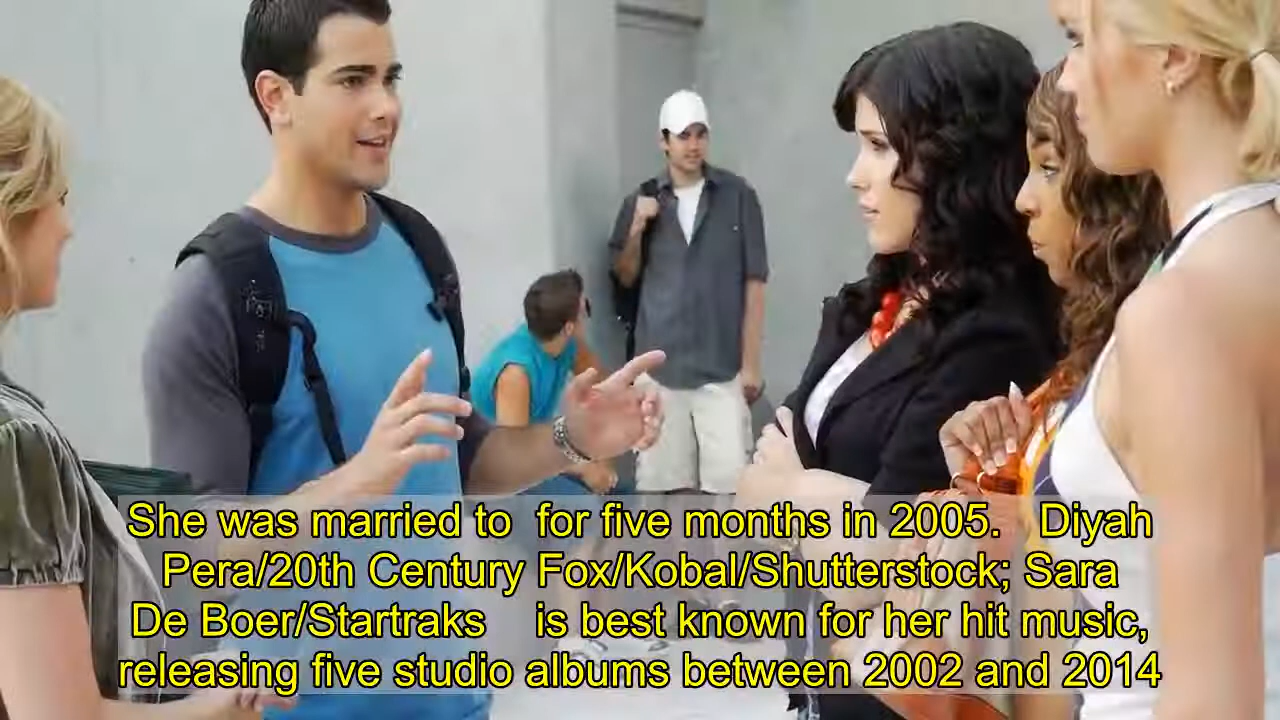 She was married to  for five months in 2005.   Diyah
Pera/20th Century Fox/Kobal/Shutterstock; Sara
De Boer/Startraks    is best known for her hit music,
releasing five studio albums between 2002 and 2014